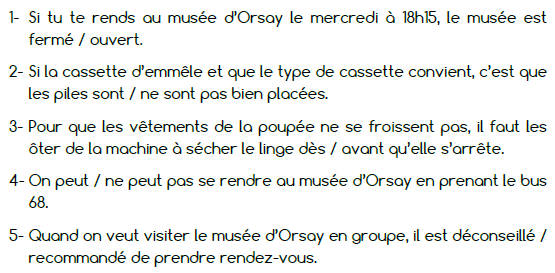 1- Si tu te rends au musée d'Orsay le mercredi à 18h15, le musée est
fermé / ouvert.
2- Si la cassette d'emmêle et que le type de cassette convient, c'est que
les piles sont / ne sont pas bien placées.
3- Pour que les vêtements de la poupée ne se froissent pas, il faut les
ôter de la machine à sécher le linge dès / avant qu'elle s'arrête.
4- On peut / ne peut pas se rendre au musée d'Orsay en prenant le bus
68.
5- Quand on veut visiter le musée d'Orsay en groupe, il est déconseillé /
recommandé de prendre rendez-vous.